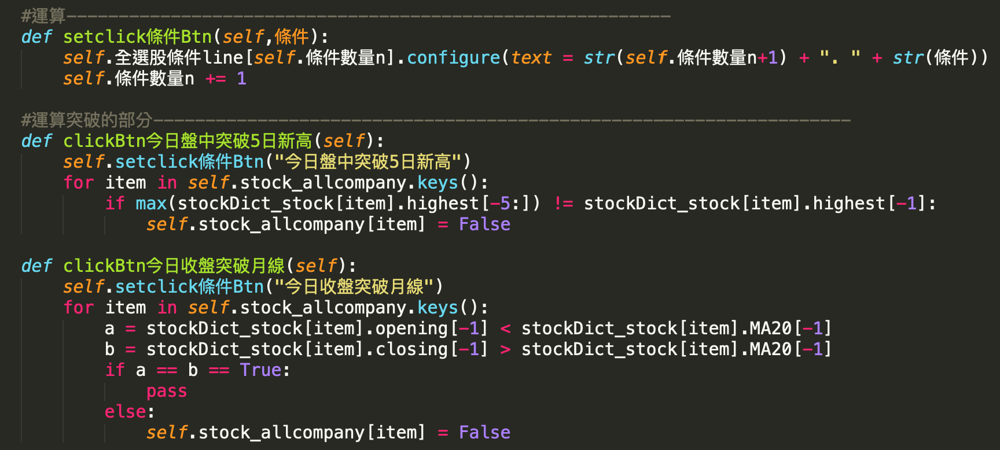 #運算----------------------------------------------------------
def setclick條件Btn(self,條件):
    self.全選股條件line[self.條件數量n].configure(text = str(self.條件數量n+1) + ". " + str(條件))
    self.條件數量n += 1
#運算突破的部分-------------------------------------------------------------------
def clickBtn今日盤中突破5日新高(self):
    self.setclick條件Btn("今日盤中突破5日新高")
    for item in self.stock_allcompany.keys():
        if max(stockDict_stock[item].highest[-5:]) != stockDict_stock[item].highest[-1]:
            self.stock_allcompany[item] = False
def clickBtn今日收盤突破月線(self):
    self.setclick條件Btn("今日收盤突破月線")
    for item in self.stock_allcompany.keys():
        a = stockDict_stock[item].opening[-1] < stockDict_stock[item].MA20[-1]
        b = stockDict_stock[item].closing[-1] > stockDict_stock[item].MA20[-1]
        if a == b == True:
            pass
        else:
            self.stock_allcompany[item] = False